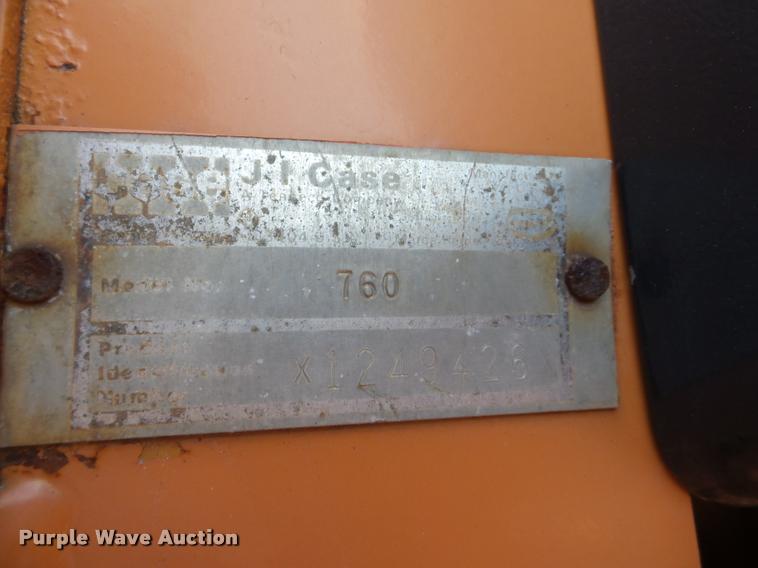 J I Case
Model No.
760
Product
Identification
Number
X1249426
Purple Wave Auction